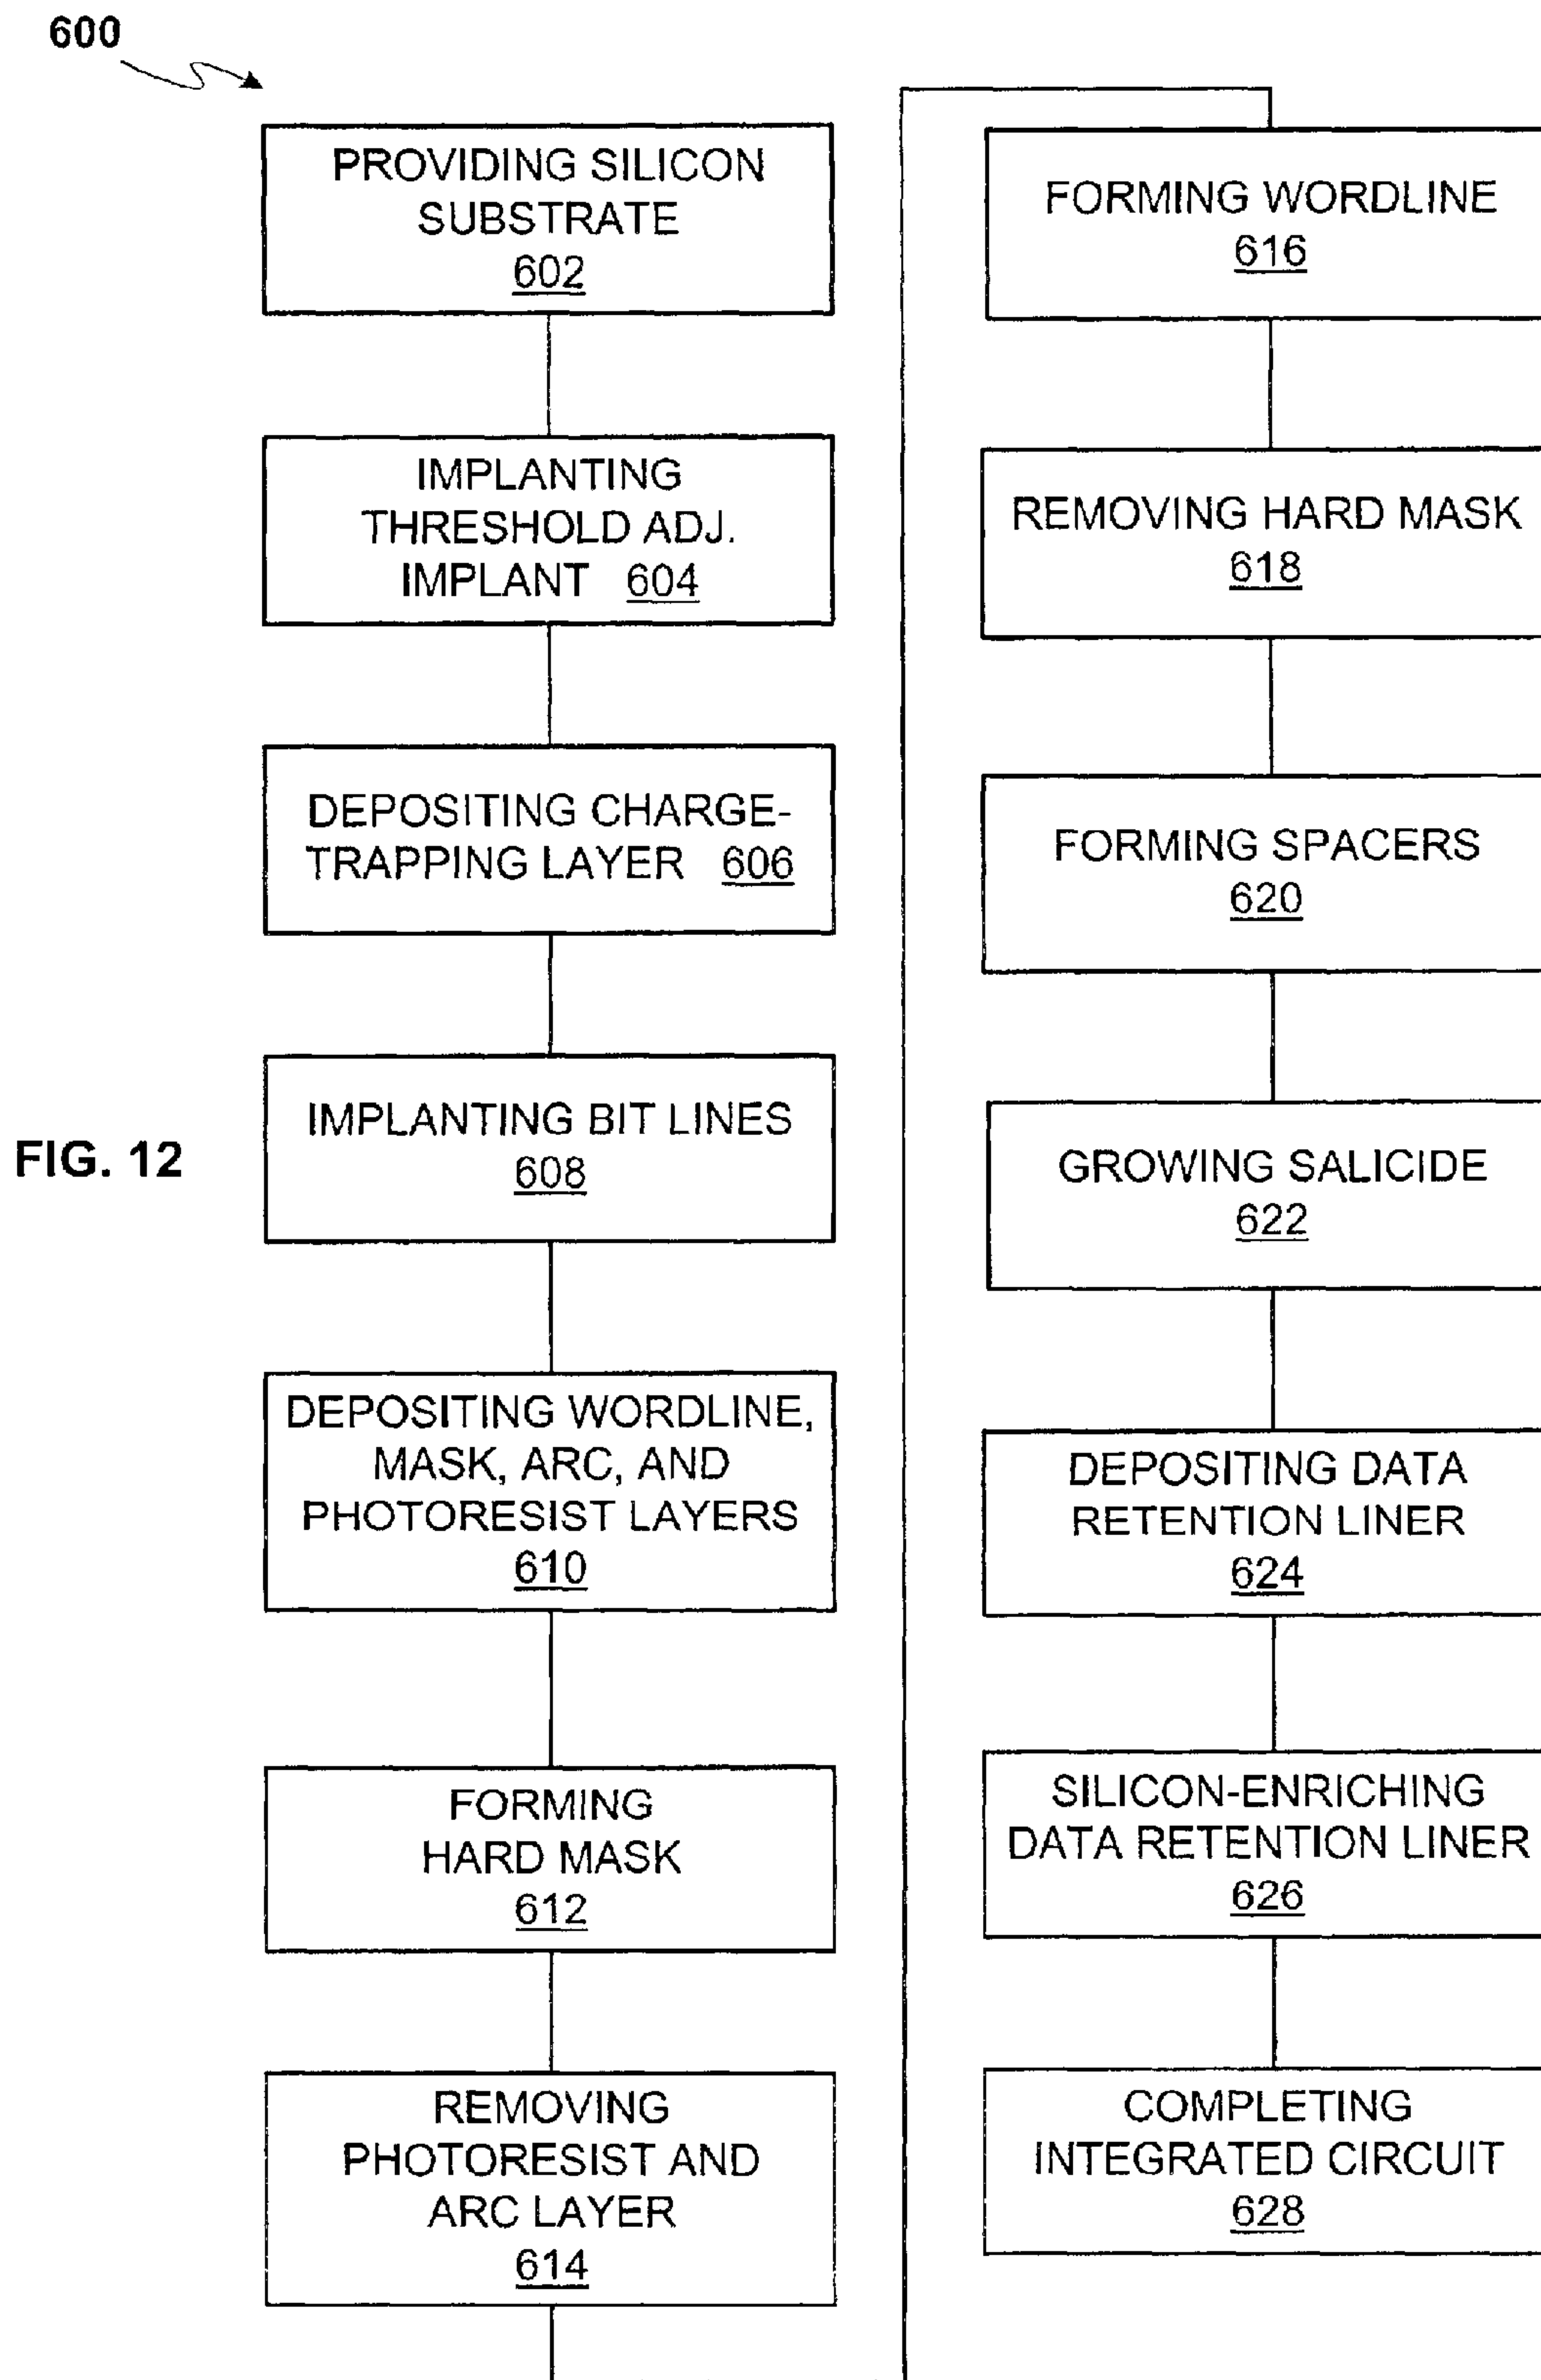 600
PROVIDING SILICON
SUBSTRATE
602
IMPLANTING
THRESHOLD ADJ.
IMPLANT 604
DEPOSITING CHARGE-
TRAPPING LAYER 606
IMPLANTING BIT LINES
608
DEPOSITING WORDLINE,
MASK, ARC, AND
PHOTORESIST LAYERS
610
FORMING
HARD MASK
612
REMOVING
PHOTORESIST AND
ARC LAYER
614
FORMING WORDLINE
616
REMOVING HARD MASK
618
FORMING SPACERS
620
GROWING SALICIDE
622
DEPOSITING DATA
RETENTION LINER
624
SILICON-ENRICHING
DATA RETENTION LINER
626
COMPLETING
INTEGRATED CIRCUIT
628
FIG. 12